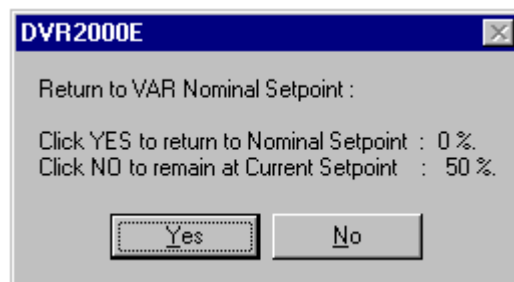 DVR2000E
Return to VAR Nominal Setpoint :
Click YES to return to Nominal Setpoint : 0 %.
Click NO to remain at Current Setpoint : 50 %.
Yes No